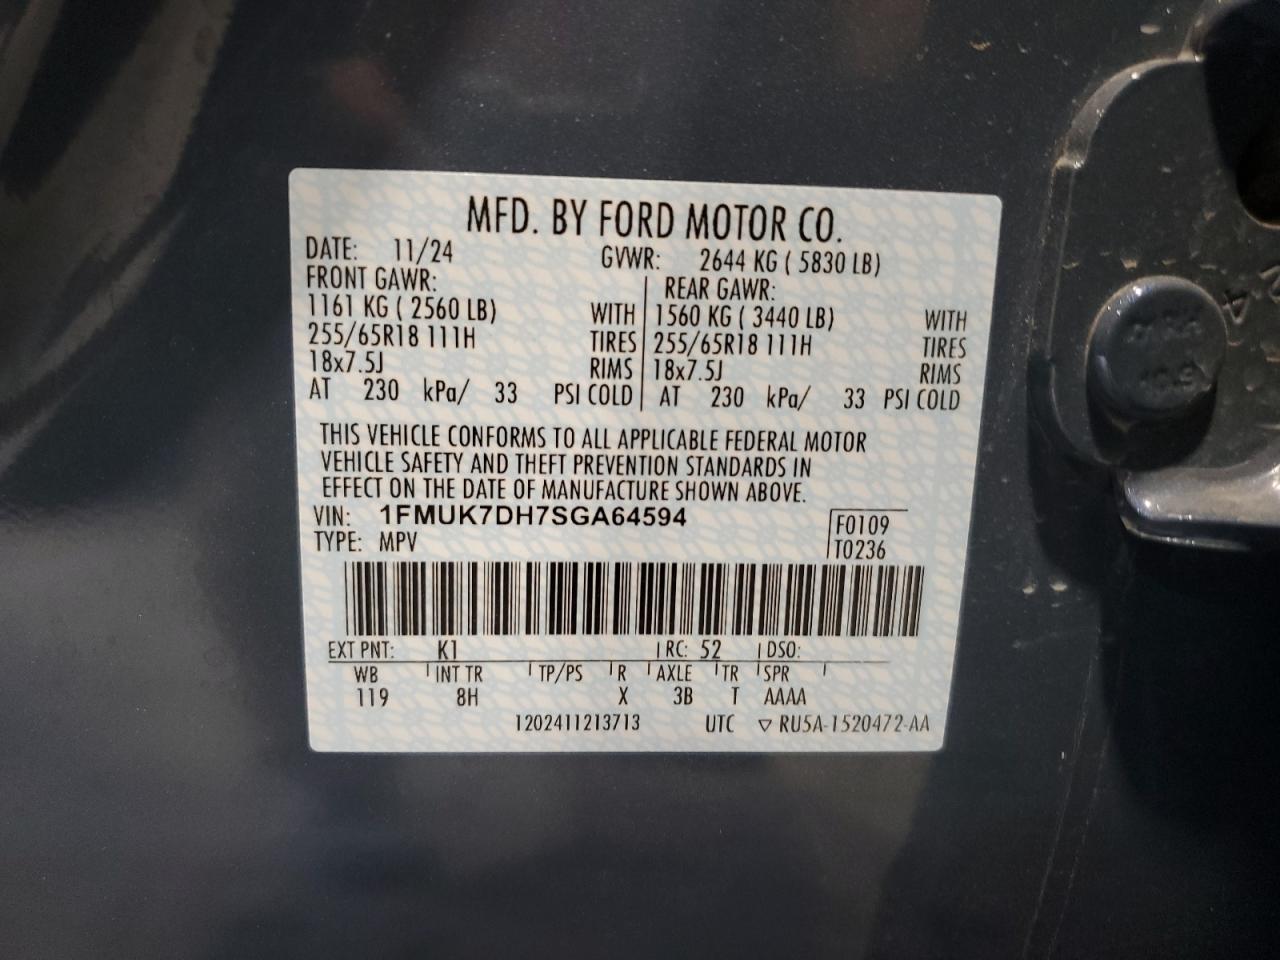 MFD. BY FORD MOTOR CO.
DATE: 11/24 GVWR: 2644 KG ( 5830 LB)
FRONT GAWR: REAR GAWR:
1161 KG ( 2560 LB) WITH 1560 KG ( 3440 LB) WITH
255/65R18 111H TIRES 255/65R18 111H TIRES
18x7.5J RIMS 18x7.5J RIMS
AT 230 kPa/ 33 PSI COLD AT 230 kPa/ 33 PSI COLD
THIS VEHICLE CONFORMS TO ALL APPLICABLE FEDERAL MOTOR
VEHICLE SAFETY AND THEFT PREVENTION STANDARDS IN
EFFECT ON THE DATE OF MANUFACTURE SHOWN ABOVE.
VIN: 1FMUK7DH7SGA64594 F0109
TYPE: MPV T0236
EXT PNT: K1 RC: 52 DSO:
WB INT TR TP/PS R AXLE TR SPR
119 8H X 3B T AAAA
1202411213713 UTC ▽ RU5A-1520472-AA